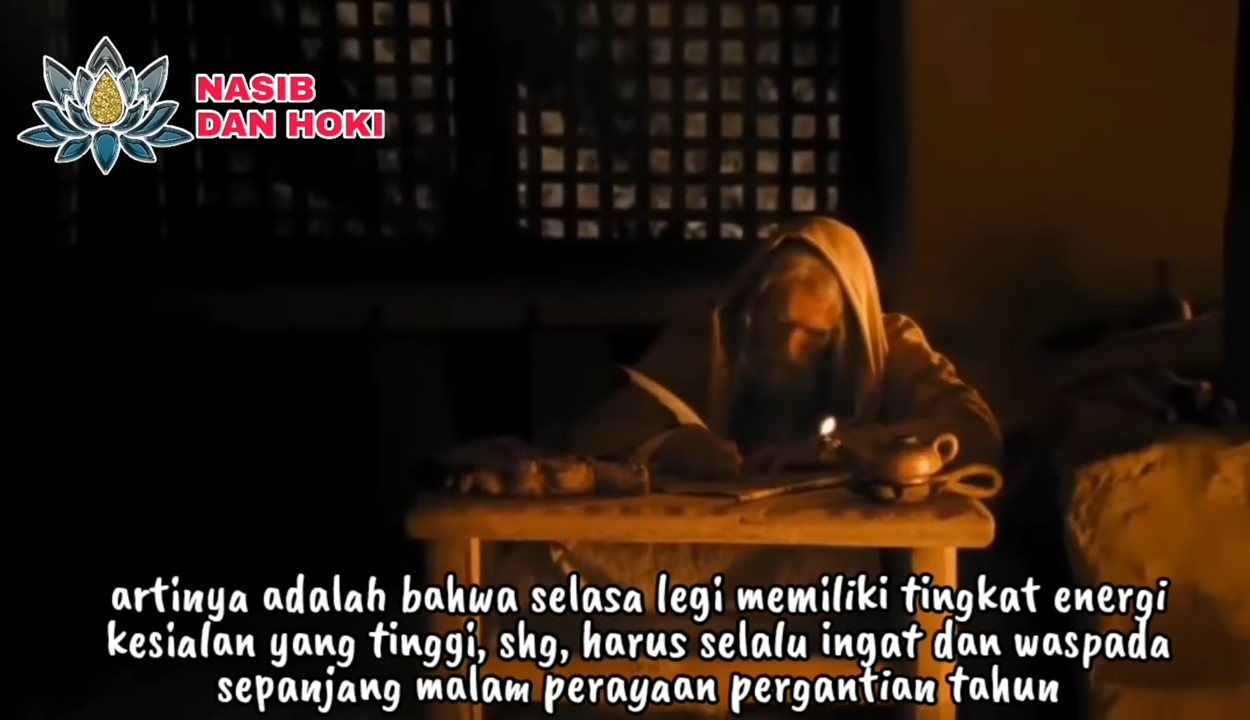 NASIB
DAN HOKI
artinya adalah bahwa selasa legi memiliki tingkat energi
kesialan yang tinggi, shg, harus selalu ingat dan waspada
sepanjang malam perayaan pergantian tahun